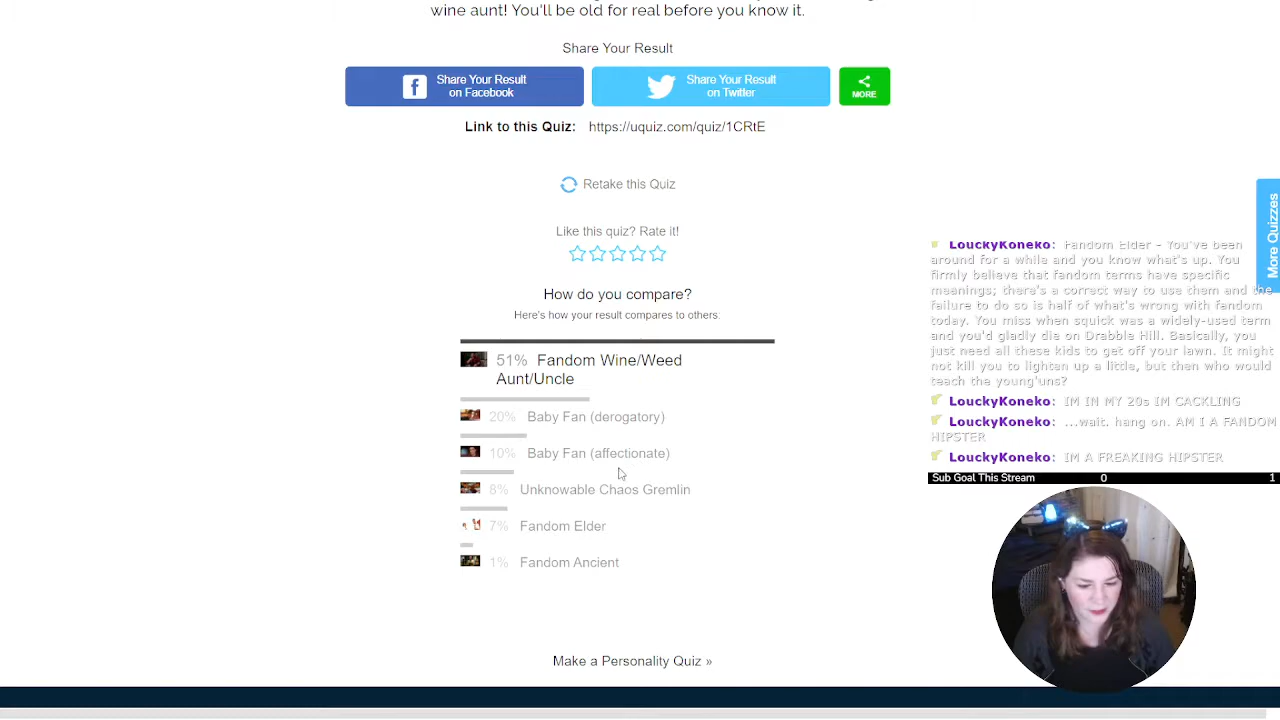 wine aunt! You'll be old for real before you know it.
Share Your Result
Share Your Result
on Facebook
Share Your Result
on Twitter
MORE
Link to this Quiz: https://uquiz.com/quiz/1CRtE
Retake this Quiz
Like this quiz? Rate it!
How do you compare?
Here's how your result compares to others:
51% Fandom Wine/Weed
Aunt/Uncle
20% Baby Fan (derogatory)
10% Baby Fan (affectionate)
8% Unknowable Chaos Gremlin
7% Fandom Elder
1% Fandom Ancient
Make a Personality Quiz »
More Quizzes
LouckyKoneko: Fandom Elder - You've been
around for a while and you know what's up. You
firmly believe that fandom terms have specific
meanings; there's a correct way to use them and the
failure to do so is half of what's wrong with fandom
today. You miss when squick was a widely-used term
and you'd gladly die on Drabble Hill. Basically, you
just need all these kids to get off your lawn. It might
not kill you to lighten up a little, but then who would
teach the young'uns?
LouckyKoneko: IM IN MY 20s IM CACKLING
LouckyKoneko: ...wait. hang on. AM I A FANDOM
HIPSTER
LouckyKoneko: IM A FREAKING HIPSTER
Sub Goal This Stream 0 1